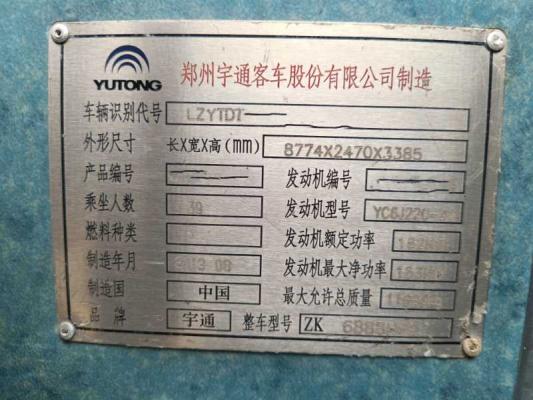 YUTONG
郑州宇通客车股份有限公司制造
车辆识别代号 LZYTDT
外形尺寸 长X宽X高(mm) 8774X2470X3385
产品编号 发动机编号
乘坐人数 39 发动机型号 YC6J220-
燃料种类 发动机额定功率
制造年月 发动机最大净功率
制造国 中国 最大允许总质量
品牌 宇通 整车型号 ZK